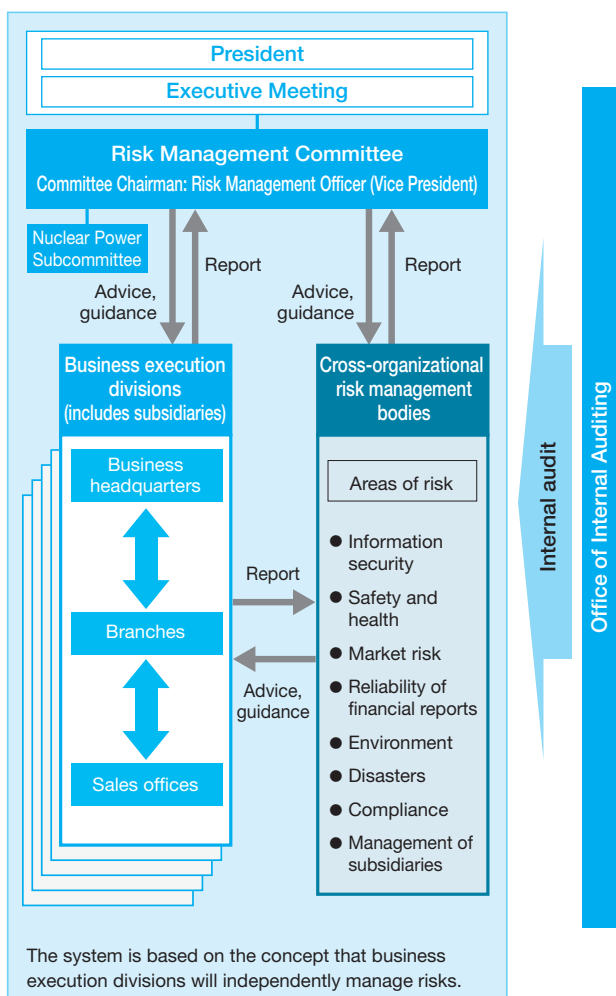 President
Executive Meeting
Risk Management Committee
Committee Chairman: Risk Management Officer (Vice President)
Nuclear Power
Subcommittee
Report
Advice,
guidance
Report
Advice,
guidance
Business execution
divisions
(includes subsidiaries)
Business
headquarters
Branches
Sales offices
Report
Advice,
guidance
Cross-organizational
risk management
bodies
Areas of risk
● Information
security
● Safety and
health
● Market risk
● Reliability of
financial reports
● Environment
● Disasters
● Compliance
● Management of
subsidiaries
Internal audit
Office of Internal Auditing
The system is based on the concept that business
execution divisions will independently manage risks.